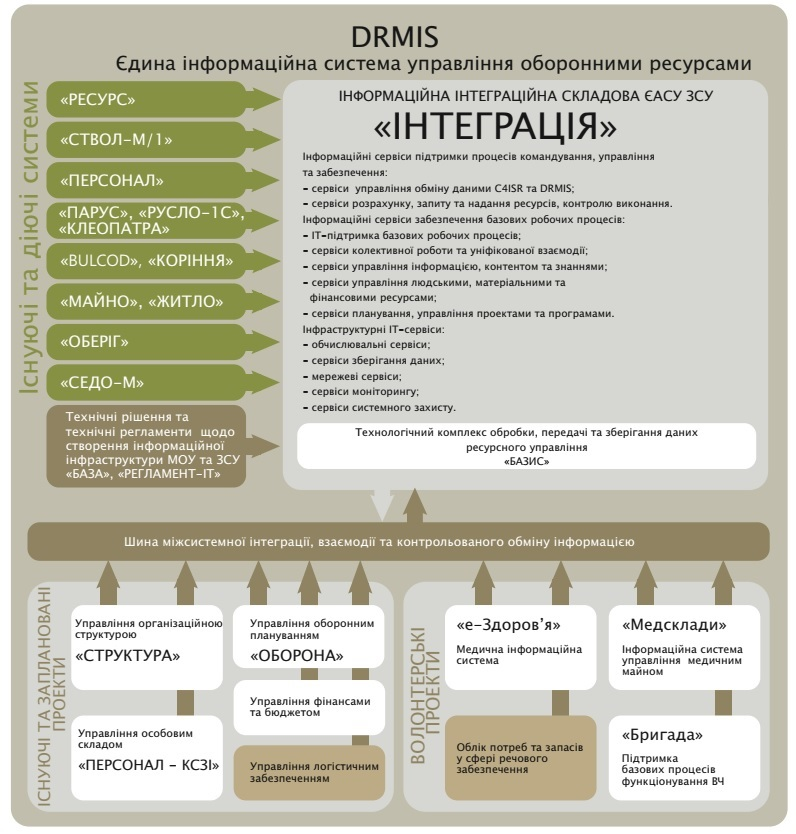 DRMIS
Єдина інформаційна система управління оборонними ресурсами
Існуючі та діючі системи
«РЕСУРС»
«СТВОЛ-М/1»
«ПЕРСОНАЛ»
«ПАРУС», «РУСЛО-1С»,
«КЛЕОПАТРА»
«BULCOD», «КОРІННЯ»
«МАЙНО», «ЖИТЛО»
«ОБЕРІГ»
«СЕДО-М»
Технічні рішення та
технічні регламенти щодо
створення інформаційної
інфраструктури МОУ та ЗСУ
«БАЗА», «РЕГЛАМЕНТ-ІТ»
ІНФОРМАЦІЙНА ІНТЕГРАЦІЙНА СКЛАДОВА ЄАСУ ЗСУ
«ІНТЕГРАЦІЯ»
Інформаційні сервіси підтримки процесів командування, управління
та забезпечення:
- сервіси управління обміну даними C4ISR та DRMIS;
- сервіси розрахунку, запиту та надання ресурсів, контролю виконання.
Інформаційні сервіси забезпечення базових робочих процесів:
- ІТ-підтримка базових робочих процесів;
- сервіси колективної роботи та уніфікованої взаємодії;
- сервіси управління інформацією, контентом та знаннями;
- сервіси управління людськими, матеріальними та
фінансовими ресурсами;
- сервіси планування, управління проектами та програмами.
Інфраструктурні ІТ-сервіси:
- обчислювальні сервіси;
- сервіси зберігання даних;
- мережеві сервіси;
- сервіси моніторингу;
- сервіси системного захисту.
Технологічний комплекс обробки, передачі та зберігання даних
ресурсного управління
«БАЗИС»
Шина міжсистемної інтеграції, взаємодії та контрольованого обміну інформацією
ІСНУЮЧІ ТА ЗАПЛАНОВАНІ
ПРОЕКТИ
Управління організаційною
структурою
«СТРУКТУРА»
Управління особовим
складом
«ПЕРСОНАЛ - КСЗІ»
Управління оборонним
плануванням
«ОБОРОНА»
Управління фінансами
та бюджетом
Управління логістичним
забезпеченням
ВОЛОНТЕРСЬКІ
ПРОЕКТИ
«е-Здоров’я»
Медична інформаційна
система
Облік потреб та запасів
у сфері речового
забезпечення
«Медсклади»
Інформаційна система
управління медичним
майном
«Бригада»
Підтримка
базових процесів
функціонування ВЧ